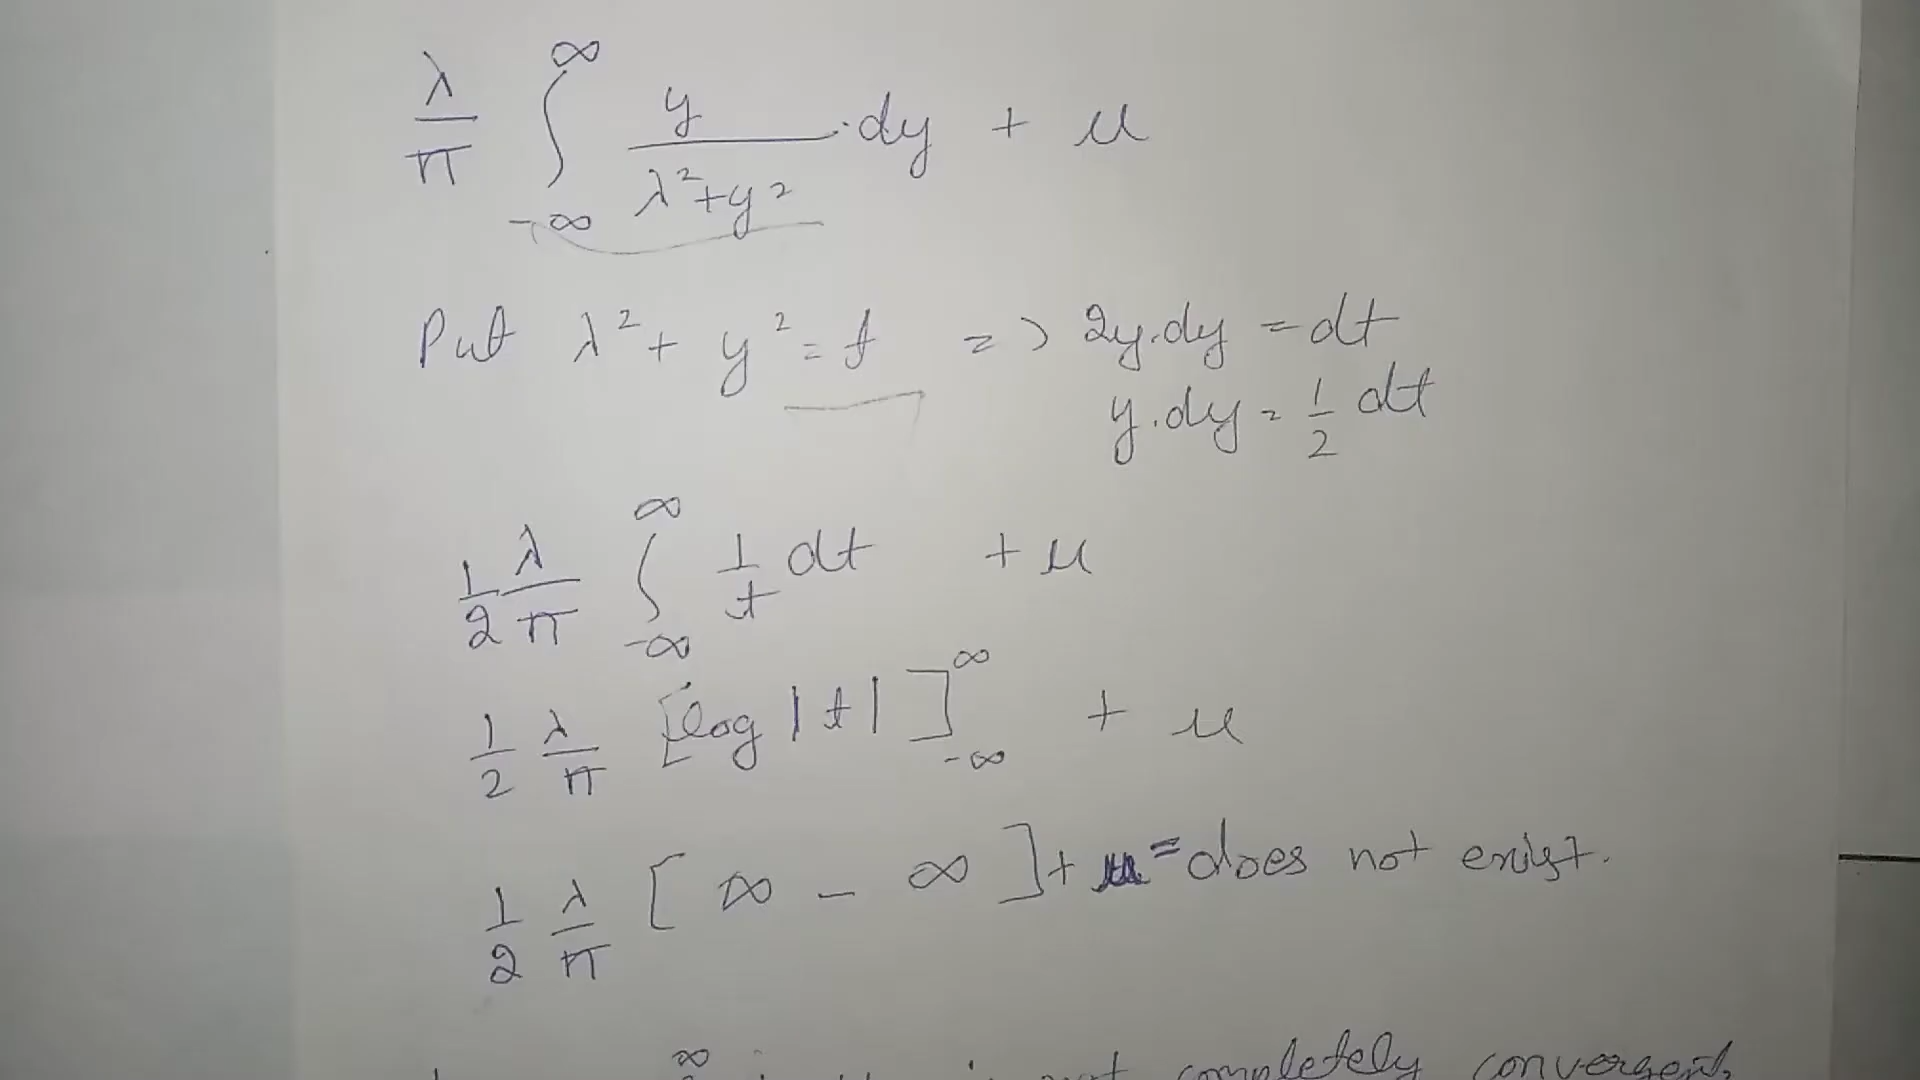 λ/π ∫_{-∞}^{∞} y/(λ²+y²) · dy + μ
Put λ² + y² = t => 2y.dy = dt
y.dy = 1/2 dt
1/2 λ/π ∫_{-∞}^{∞} 1/t dt + μ
1/2 λ/π [log |t|]_{-∞}^{∞} + μ
1/2 λ/π [∞ - ∞] + μ = does not exist.
∞ completely convergent